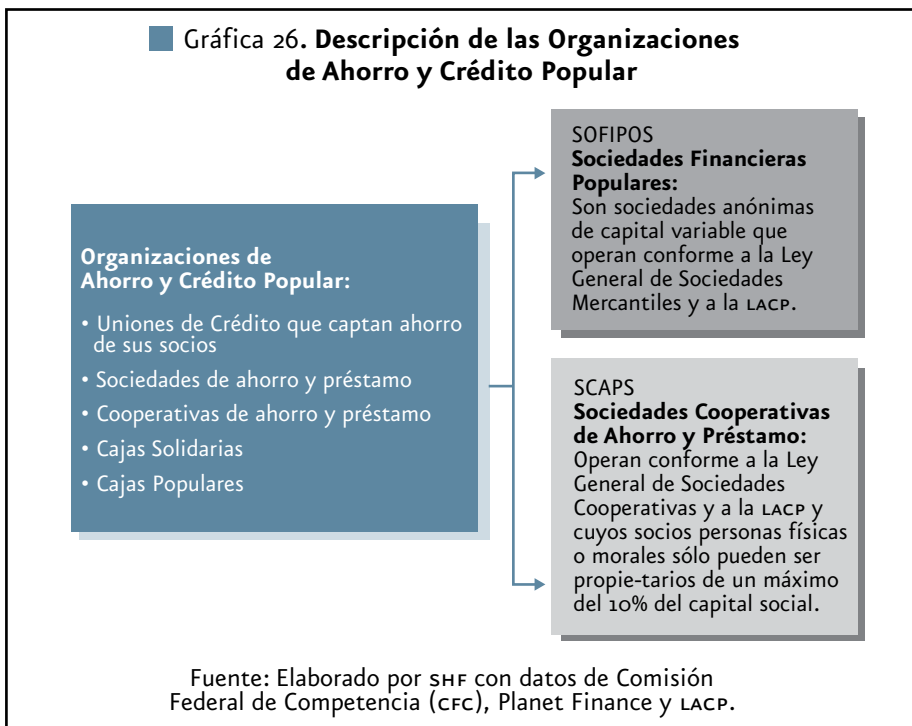 Gráfica 26. Descripción de las Organizaciones
de Ahorro y Crédito Popular
Organizaciones de
Ahorro y Crédito Popular:
• Uniones de Crédito que captan ahorro
de sus socios
• Sociedades de ahorro y préstamo
• Cooperativas de ahorro y préstamo
• Cajas Solidarias
• Cajas Populares
SOFIPOS
Sociedades Financieras
Populares:
Son sociedades anónimas
de capital variable que
operan conforme a la Ley
General de Sociedades
Mercantiles y a la LACP.
SCAPS
Sociedades Cooperativas
de Ahorro y Préstamo:
Operan conforme a la Ley
General de Sociedades
Cooperativas y a la LACP y
cuyos socios personas físicas
o morales sólo pueden ser
propie-tarios de un máximo
del 10% del capital social.
Fuente: Elaborado por SHF con datos de Comisión
Federal de Competencia (CFC), Planet Finance y LACP.